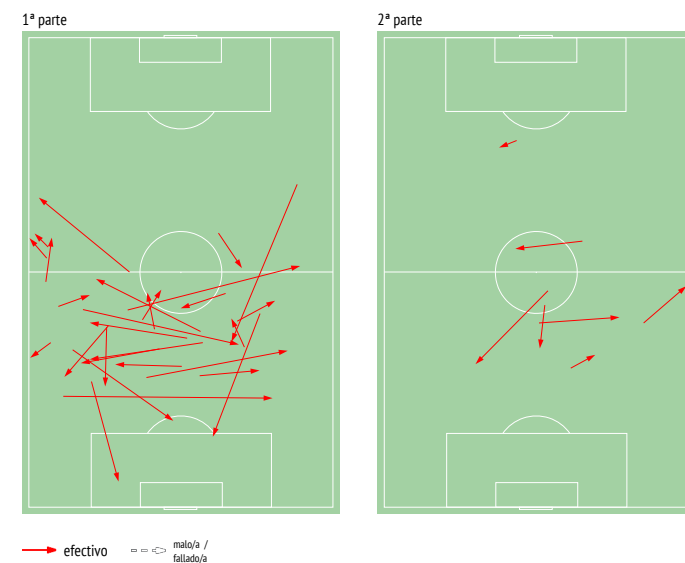 1ª parte
2ª parte
efectivo
malo/a /
fallado/a